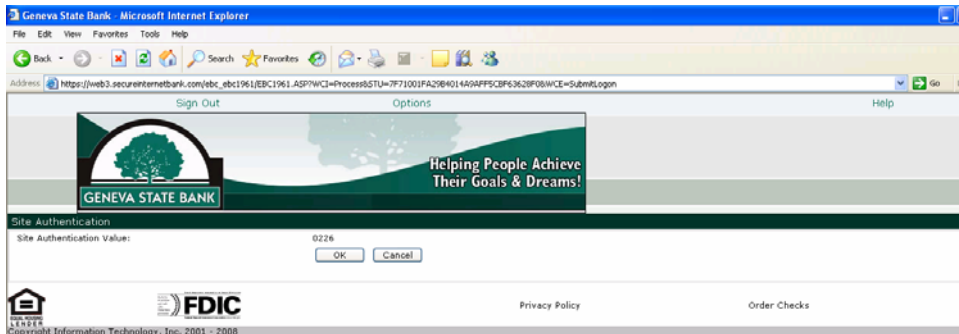 Geneva State Bank - Microsoft Internet Explorer
File Edit View Favorites Tools Help
Back Search Favorites
Address https://web3.secureinternetbank.com/ebc_ebc1961/EBC1961.ASP?WCI=Process&STU=7F71001FA29B4014A9AFF5CBF63628F0&WCE=SubmitLogon Go
Sign Out Options Help
Helping People Achieve
Their Goals & Dreams!
GENEVA STATE BANK
Site Authentication
Site Authentication Value: 0226
OK Cancel
FDIC Privacy Policy Order Checks
EQUAL HOUSING
LENDER
Copyright Information Technology, Inc. 2001 - 2008